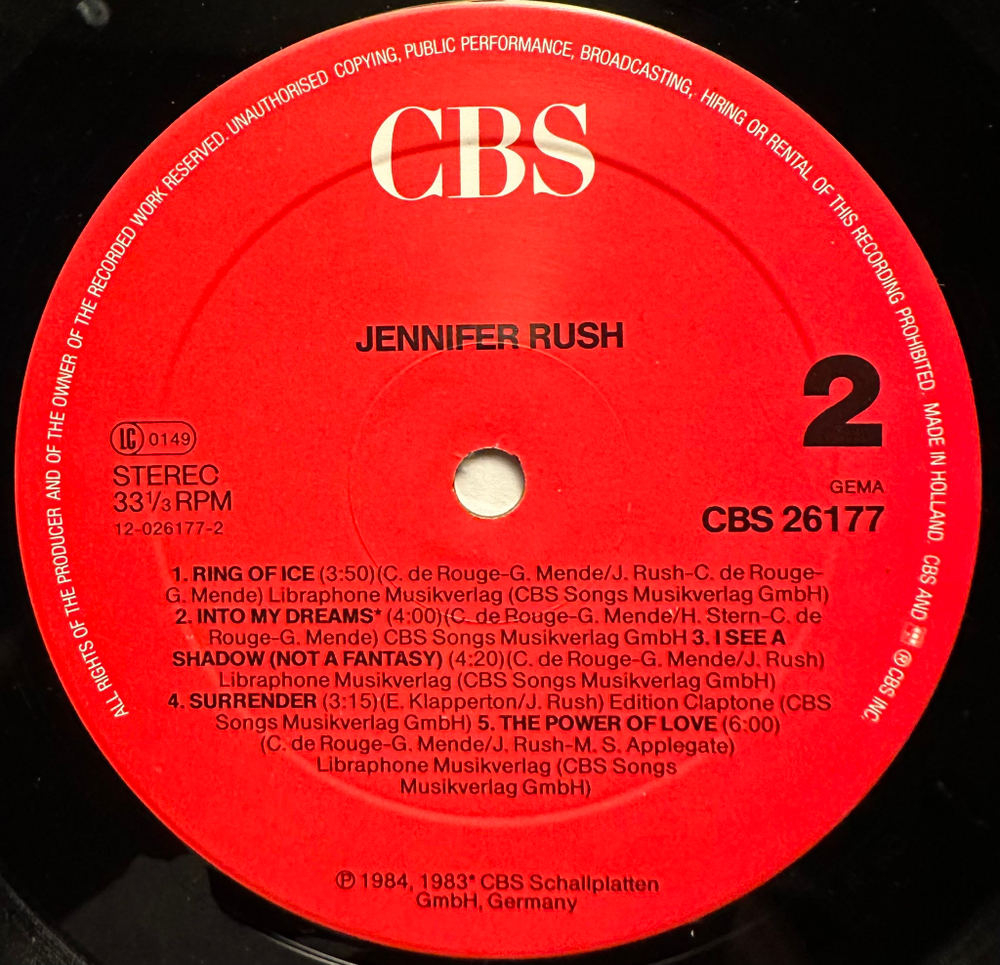 ALL RIGHTS OF THE PRODUCER AND OF THE OWNER OF THE RECORDED WORK RESERVED. UNAUTHORISED COPYING, PUBLIC PERFORMANCE, BROADCASTING, HIRING OR RENTAL OF THIS RECORDING PROHIBITED. MADE IN HOLLAND. CBS AND ℗ CBS INC.
CBS
JENNIFER RUSH
2
LC 0149
STEREO
33 1/3 RPM
12-026177-2
GEMA
CBS 26177
1. RING OF ICE (3:50)(C. de Rouge-G. Mende/J. Rush-C. de Rouge-
G. Mende) Libraphone Musikverlag (CBS Songs Musikverlag GmbH)
2. INTO MY DREAMS* (4:00)(C. de Rouge-G. Mende/H. Stern-C. de
Rouge-G. Mende) CBS Songs Musikverlag GmbH 3. I SEE A
SHADOW (NOT A FANTASY) (4:20)(C. de Rouge-G. Mende/J. Rush)
Libraphone Musikverlag (CBS Songs Musikverlag GmbH)
4. SURRENDER (3:15)(E. Klapperton/J. Rush) Edition Claptone (CBS
Songs Musikverlag GmbH) 5. THE POWER OF LOVE (6:00)
(C. de Rouge-G. Mende/J. Rush-M. S. Applegate)
Libraphone Musikverlag (CBS Songs
Musikverlag GmbH)
℗ 1984, 1983* CBS Schallplatten
GmbH, Germany